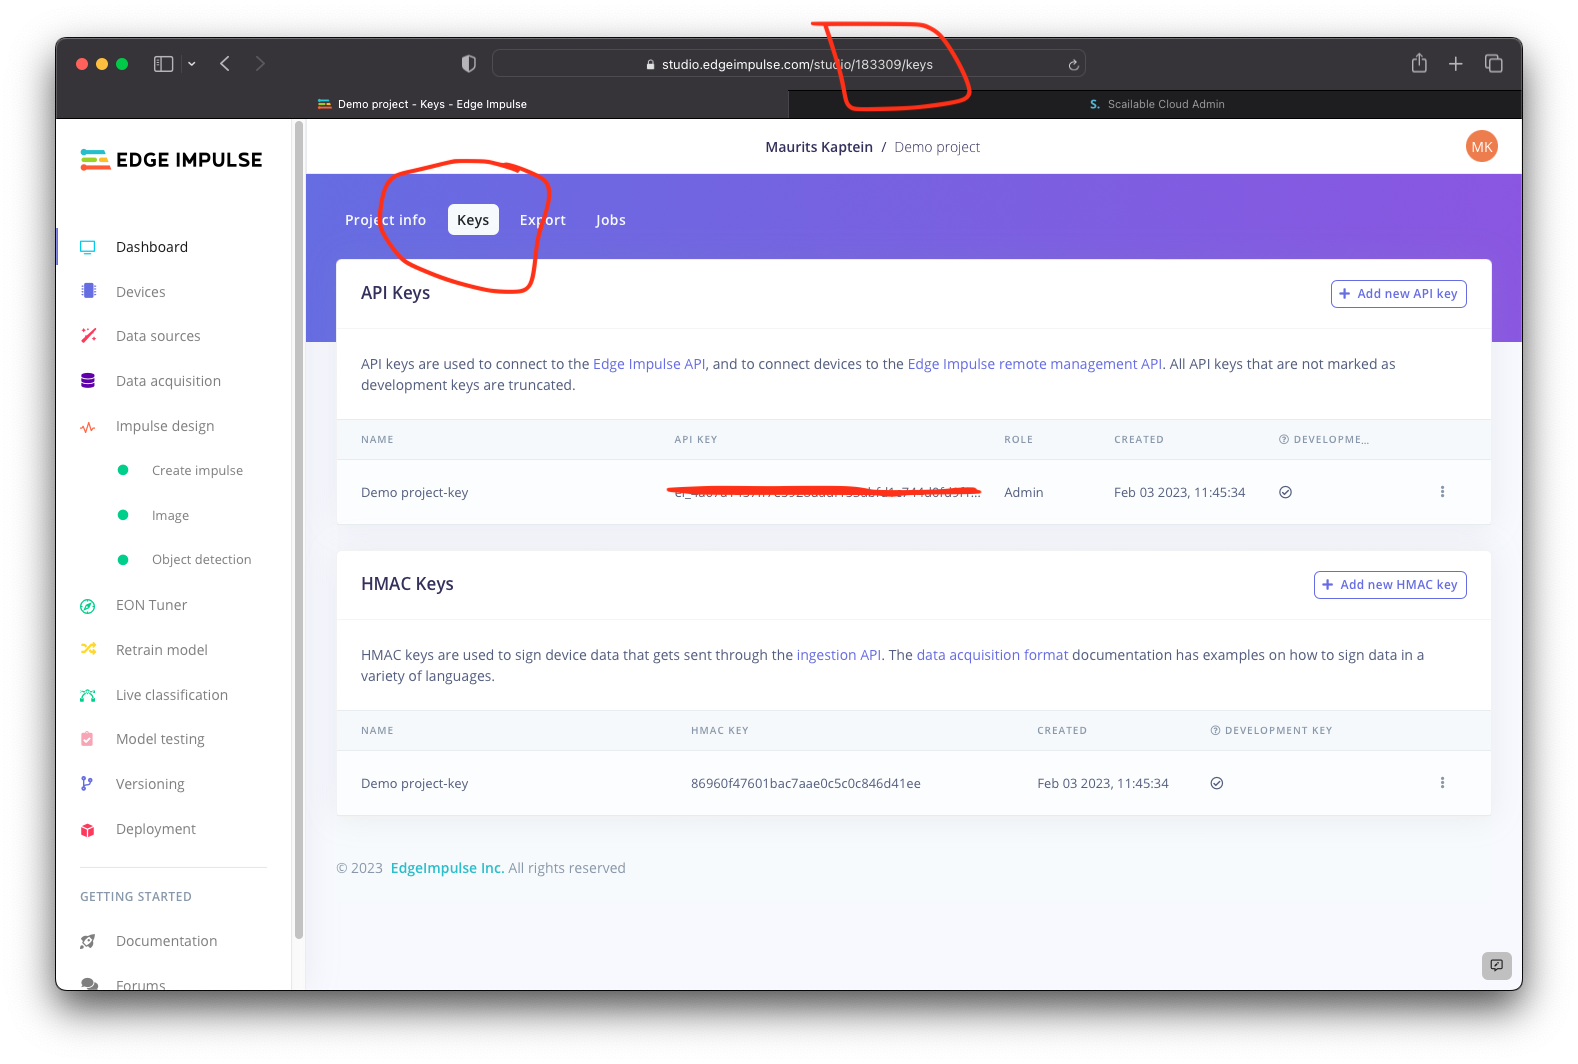 studio.edgeimpulse.com/studio/183309/keys
Demo project - Keys - Edge Impulse
S. Scailable Cloud Admin
EDGE IMPULSE
Maurits Kaptein / Demo project
MK
Project info
Keys
Export
Jobs
Dashboard
Devices
Data sources
Data acquisition
Impulse design
Create impulse
Image
Object detection
EON Tuner
Retrain model
Live classification
Model testing
Versioning
Deployment
GETTING STARTED
Documentation
Forums
API Keys
+ Add new API key
API keys are used to connect to the Edge Impulse API, and to connect devices to the Edge Impulse remote management API. All API keys that are not marked as
development keys are truncated.
NAME API KEY ROLE CREATED DEVELOPME...
Demo project-key Admin Feb 03 2023, 11:45:34
HMAC Keys
+ Add new HMAC key
HMAC keys are used to sign device data that gets sent through the ingestion API. The data acquisition format documentation has examples on how to sign data in a
variety of languages.
NAME HMAC KEY CREATED DEVELOPMENT KEY
Demo project-key 86960f47601bac7aae0c5c0c846d41ee Feb 03 2023, 11:45:34
© 2023 EdgeImpulse Inc. All rights reserved